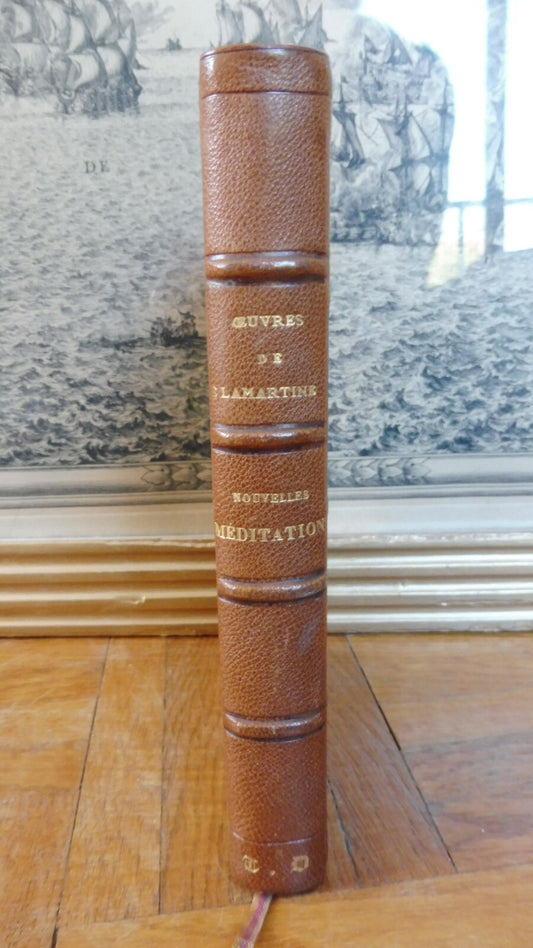 DE
ŒUVRES
DE
LAMARTINE
NOUVELLES
MÉDITATION